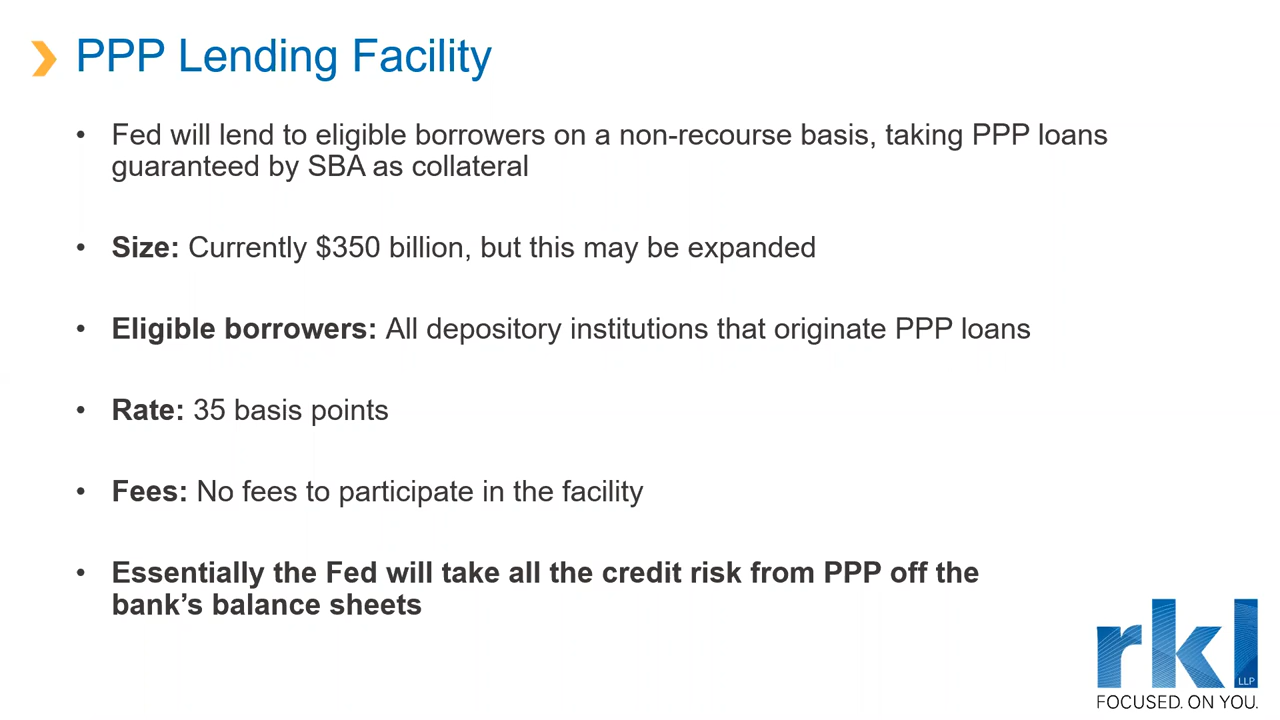 PPP Lending Facility
• Fed will lend to eligible borrowers on a non-recourse basis, taking PPP loans
guaranteed by SBA as collateral
• Size: Currently $350 billion, but this may be expanded
• Eligible borrowers: All depository institutions that originate PPP loans
• Rate: 35 basis points
• Fees: No fees to participate in the facility
• Essentially the Fed will take all the credit risk from PPP off the
bank’s balance sheets
rkl
LLP
FOCUSED. ON YOU.